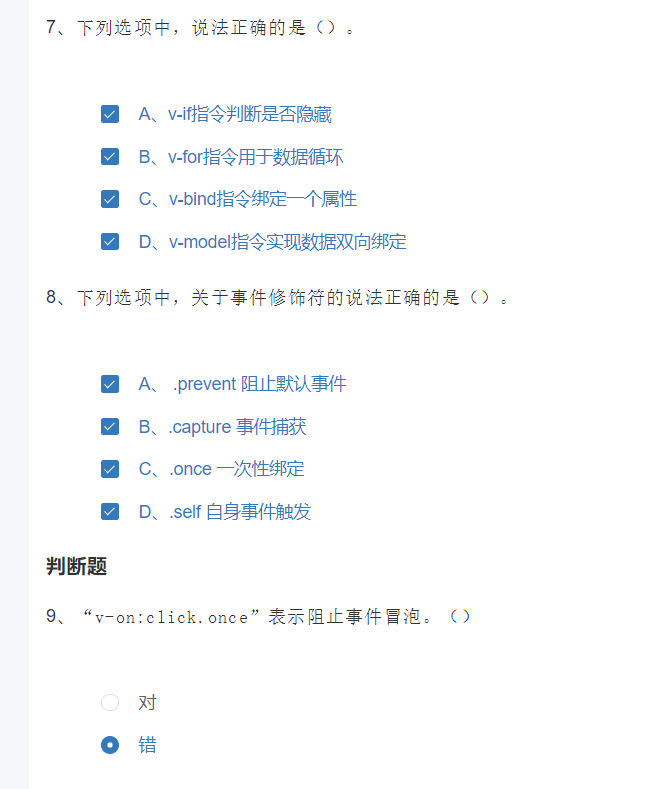 7、下列选项中，说法正确的是（）。
A、v-if指令判断是否隐藏
B、v-for指令用于数据循环
C、v-bind指令绑定一个属性
D、v-model指令实现数据双向绑定
8、下列选项中，关于事件修饰符的说法正确的是（）。
A、 .prevent 阻止默认事件
B、.capture 事件捕获
C、.once 一次性绑定
D、.self 自身事件触发
判断题
9、“v-on:click.once”表示阻止事件冒泡。（）
对
错